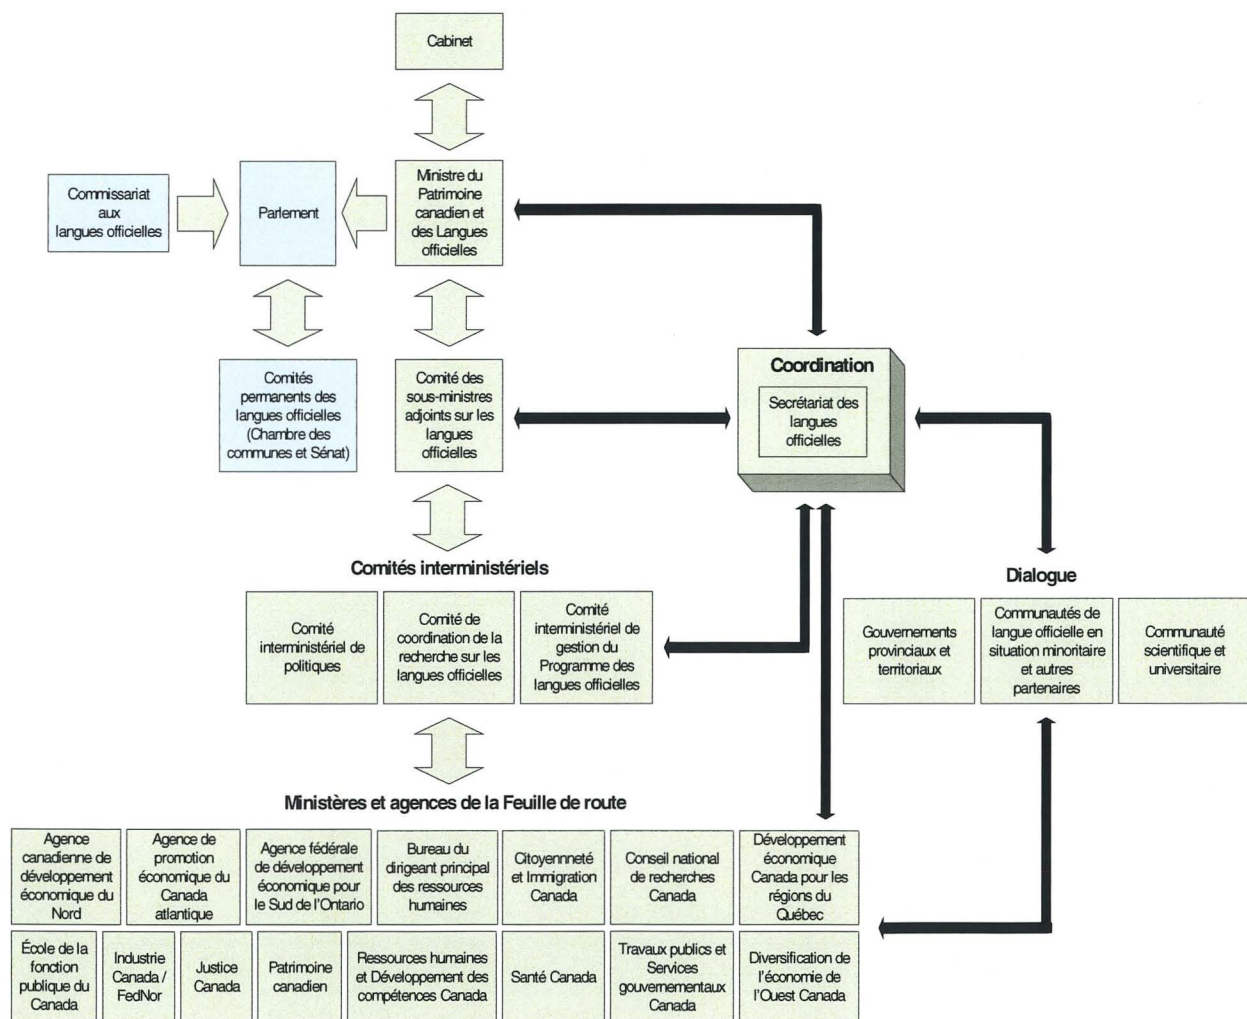 Cabinet
Commissariat
aux
langues officielles
Parlement
Ministre du
Patrimoine
canadien et
des Langues
officielles
Comités
permanents des
langues officielles
(Chambre des
communes et Sénat)
Comité des
sous-ministres
adjoints sur les
langues
officielles
Coordination
Secrétariat des
langues
officielles
Comités interministériels
Comité
interministériel de
politiques
Comité de
coordination de la
recherche sur les
langues officielles
Comité
interministériel de
gestion du
Programme des
langues officielles
Dialogue
Gouvernements
provinciaux et
territoriaux
Communautés de
langue officielle en
situation minoritaire
et autres
partenaires
Communauté
scientifique et
universitaire
Ministères et agences de la Feuille de route
Agence
canadienne de
développement
économique du
Nord
Agence de
promotion
économique du
Canada
atlantique
Agence fédérale
de développement
économique pour
le Sud de l'Ontario
Bureau du
dirigeant principal
des ressources
humaines
Citoyennneté
et Immigration
Canada
Conseil national
de recherches
Canada
Développement
économique
Canada pour les
régions du
Québec
École de la
fonction
publique du
Canada
Industrie
Canada /
FedNor
Justice
Canada
Patrimoine
canadien
Ressources humaines
et Développement des
compétences Canada
Santé Canada
Travaux publics et
Services
gouvernementaux
Canada
Diversification de
l'économie de
l'Ouest Canada